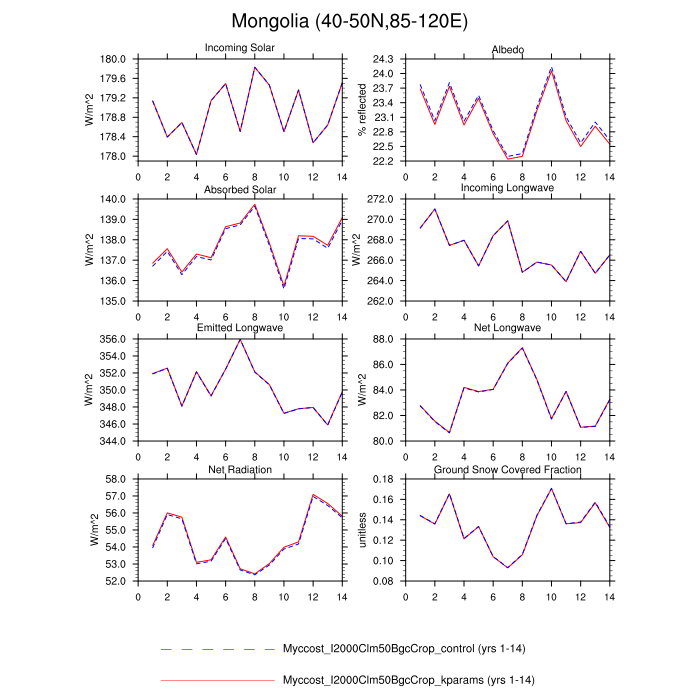 Mongolia (40-50N,85-120E)
Incoming Solar
180.0
179.6
179.2
178.8
178.4
178.0
W/m^2
0 2 4 6 8 10 12 14
Albedo
24.3
24.0
23.7
23.4
23.1
22.8
22.5
22.2
% reflected
0 2 4 6 8 10 12 14
Absorbed Solar
140.0
139.0
138.0
137.0
136.0
135.0
W/m^2
0 2 4 6 8 10 12 14
Incoming Longwave
272.0
270.0
268.0
266.0
264.0
262.0
W/m^2
0 2 4 6 8 10 12 14
Emitted Longwave
356.0
354.0
352.0
350.0
348.0
346.0
344.0
W/m^2
0 2 4 6 8 10 12 14
Net Longwave
88.0
86.0
84.0
82.0
80.0
W/m^2
0 2 4 6 8 10 12 14
Net Radiation
58.0
57.0
56.0
55.0
54.0
53.0
52.0
W/m^2
0 2 4 6 8 10 12 14
Ground Snow Covered Fraction
0.18
0.16
0.14
0.12
0.10
0.08
unitless
0 2 4 6 8 10 12 14
Myccost_I2000Clm50BgcCrop_control (yrs 1-14)
Myccost_I2000Clm50BgcCrop_kparams (yrs 1-14)